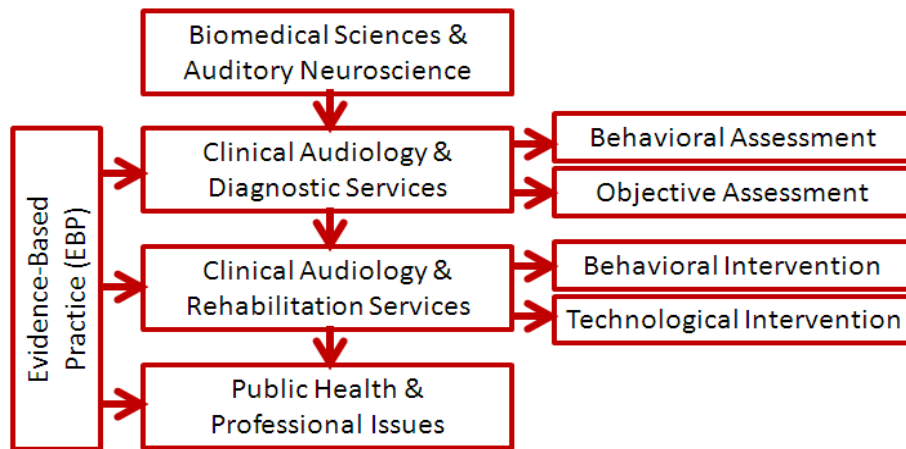 Biomedical Sciences &
Auditory Neuroscience
Evidence-Based
Practice (EBP)
Clinical Audiology &
Diagnostic Services
Behavioral Assessment
Objective Assessment
Clinical Audiology &
Rehabilitation Services
Behavioral Intervention
Technological Intervention
Public Health &
Professional Issues